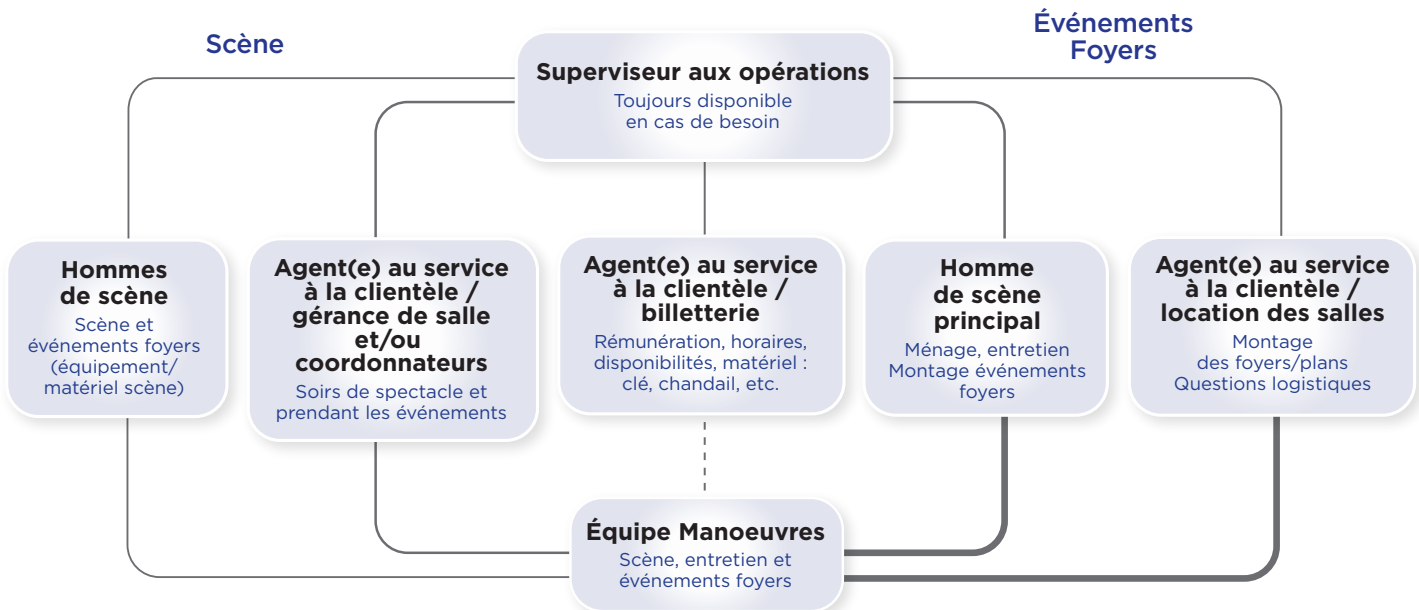 Scène
Événements
Foyers
Superviseur aux opérations
Toujours disponible
en cas de besoin
Hommes
de scène
Scène et
événements foyers
(équipement/
matériel scène)
Agent(e) au service
à la clientèle /
gérance de salle
et/ou
coordonnateurs
Soirs de spectacle et
prendant les événements
Agent(e) au service
à la clientèle /
billetterie
Rémunération, horaires,
disponibilités, matériel :
clé, chandail, etc.
Homme
de scène
principal
Ménage, entretien
Montage événements
foyers
Agent(e) au service
à la clientèle /
location des salles
Montage
des foyers/plans
Questions logistiques
Équipe Manoeuvres
Scène, entretien et
événements foyers